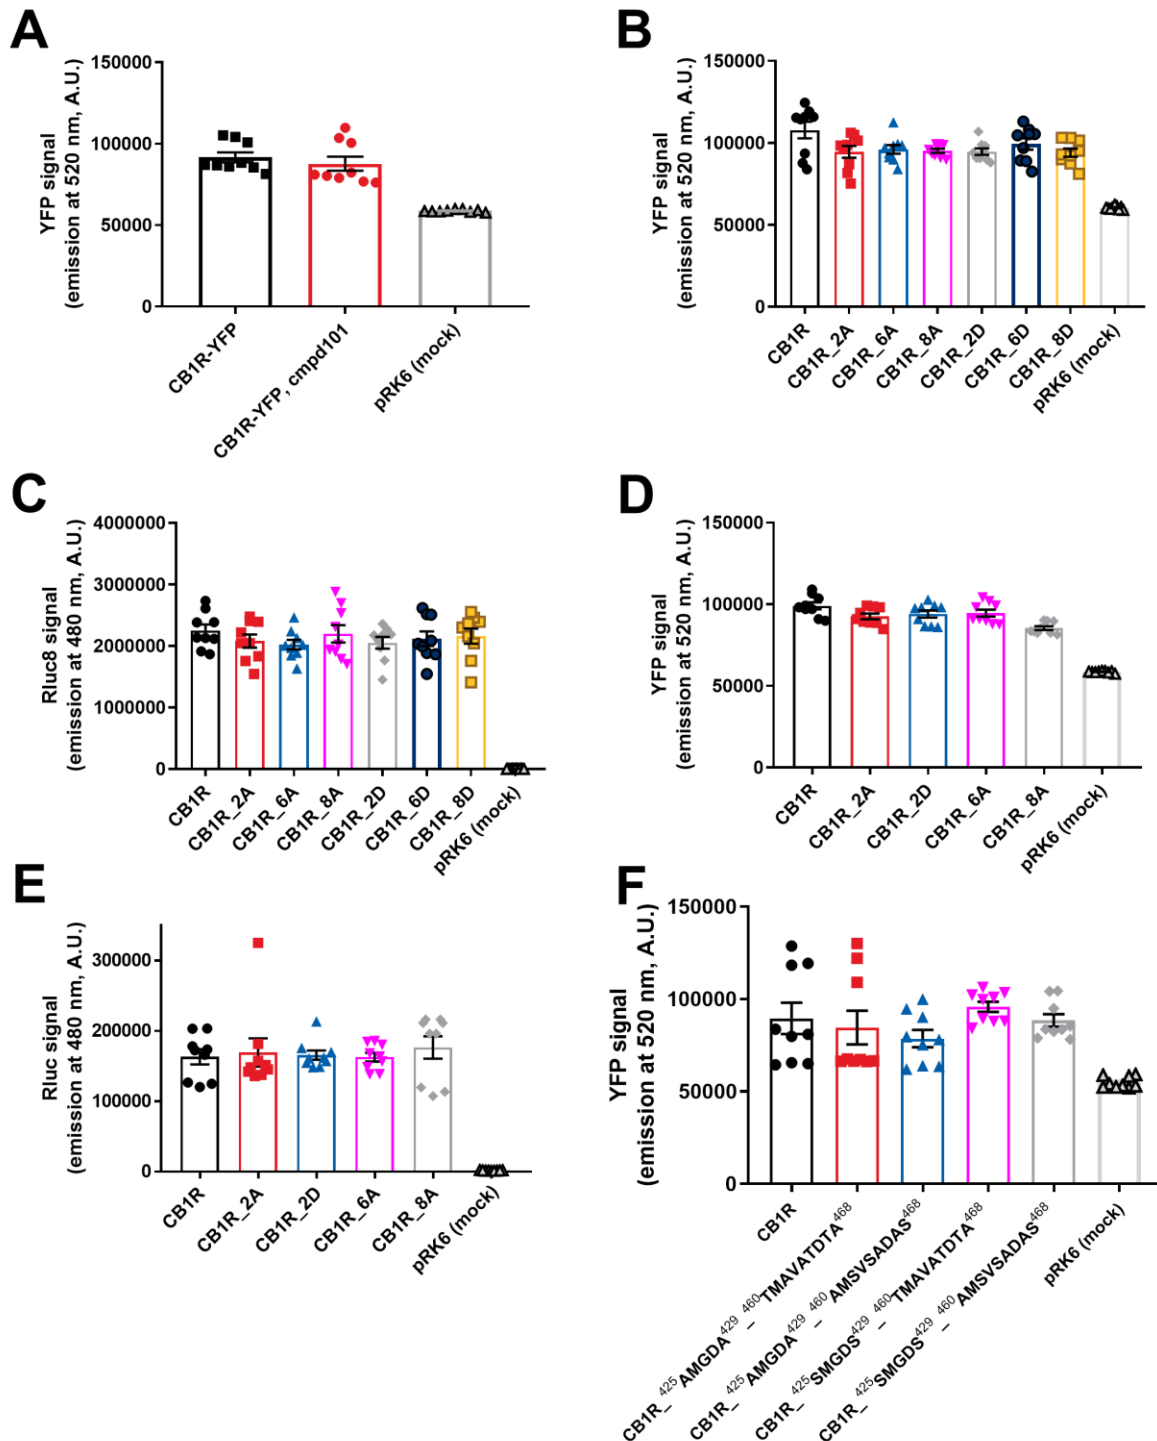 A
YFP signal
(emission at 520 nm, A.U.)
150000
100000
50000
0
CB1R-YFP
CB1R-YFP, cmpd101
pRK6 (mock)
B
YFP signal
(emission at 520 nm, A.U.)
150000
100000
50000
0
CB1R
CB1R_2A
CB1R_6A
CB1R_8A
CB1R_2D
CB1R_6D
CB1R_8D
pRK6 (mock)
C
Rluc8 signal
(emission at 480 nm, A.U.)
4000000
3000000
2000000
1000000
0
CB1R
CB1R_2A
CB1R_6A
CB1R_8A
CB1R_2D
CB1R_6D
CB1R_8D
pRK6 (mock)
D
YFP signal
(emission at 520 nm, A.U.)
150000
100000
50000
0
CB1R
CB1R_2A
CB1R_2D
CB1R_6A
CB1R_8A
pRK6 (mock)
E
Rluc signal
(emission at 480 nm, A.U.)
300000
200000
100000
0
CB1R
CB1R_2A
CB1R_2D
CB1R_6A
CB1R_8A
pRK6 (mock)
F
YFP signal
(emission at 520 nm, A.U.)
150000
100000
50000
0
CB1R
CB1R_⁴²⁵AMGDA⁴²⁹_⁴⁶⁰TMAVATDTA⁴⁶⁸
CB1R_⁴²⁵AMGDA⁴²⁹_⁴⁶⁰AMSVSADAS⁴⁶⁸
CB1R_⁴²⁵SMGDS⁴²⁹_⁴⁶⁰TMAVATDTA⁴⁶⁸
CB1R_⁴²⁵SMGDS⁴²⁹_⁴⁶⁰AMSVSADAS⁴⁶⁸
pRK6 (mock)